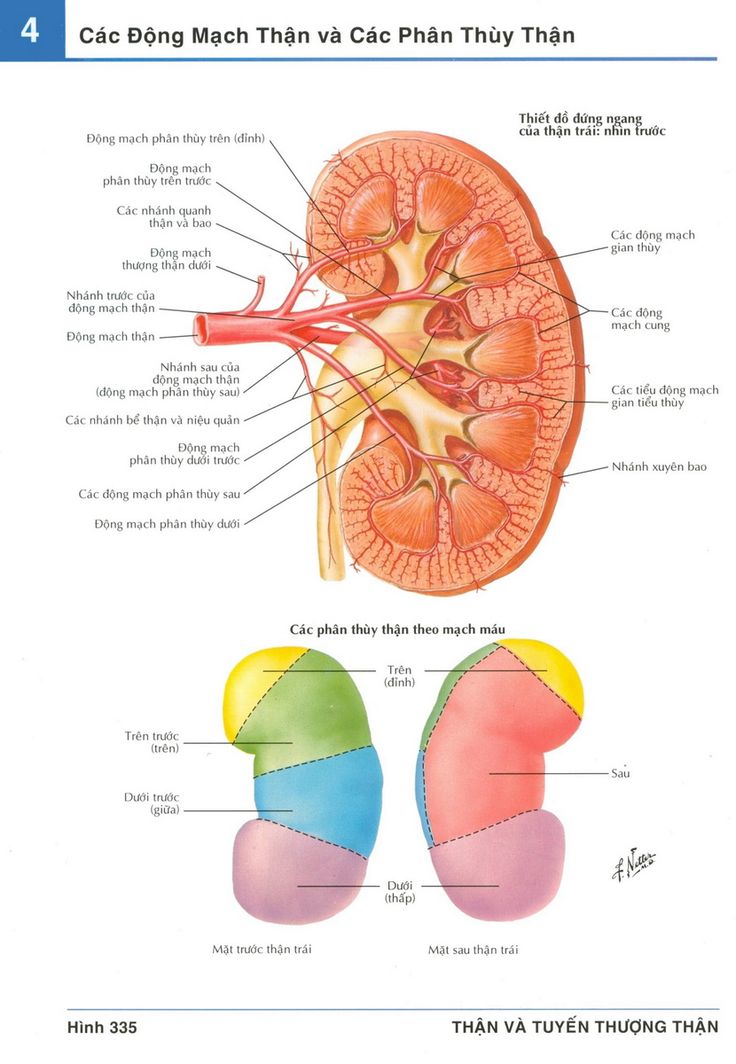 4
Các Động Mạch Thận và Các Phân Thùy Thận
Thiết đồ đứng ngang
của thận trái: nhìn trước
Động mạch phân thùy trên (đỉnh)
Động mạch
phân thùy trên trước
Các nhánh quanh
thận và bao
Động mạch
thượng thận dưới
Nhánh trước của
động mạch thận
Động mạch thận
Nhánh sau của
động mạch thận
(động mạch phân thùy sau)
Các nhánh bể thận và niệu quản
Động mạch
phân thùy dưới trước
Các động mạch phân thùy sau
Động mạch phân thùy dưới
Các động mạch
gian thùy
Các động
mạch cung
Các tiểu động mạch
gian tiểu thùy
Nhánh xuyên bao
Các phân thùy thận theo mạch máu
Trên
(đỉnh)
Trên trước
(trên)
Dưới trước
(giữa)
Sau
Dưới
(thấp)
F. Netter
M.D.
Mặt trước thận trái
Mặt sau thận trái
Hình 335
THẬN VÀ TUYẾN THƯỢNG THẬN